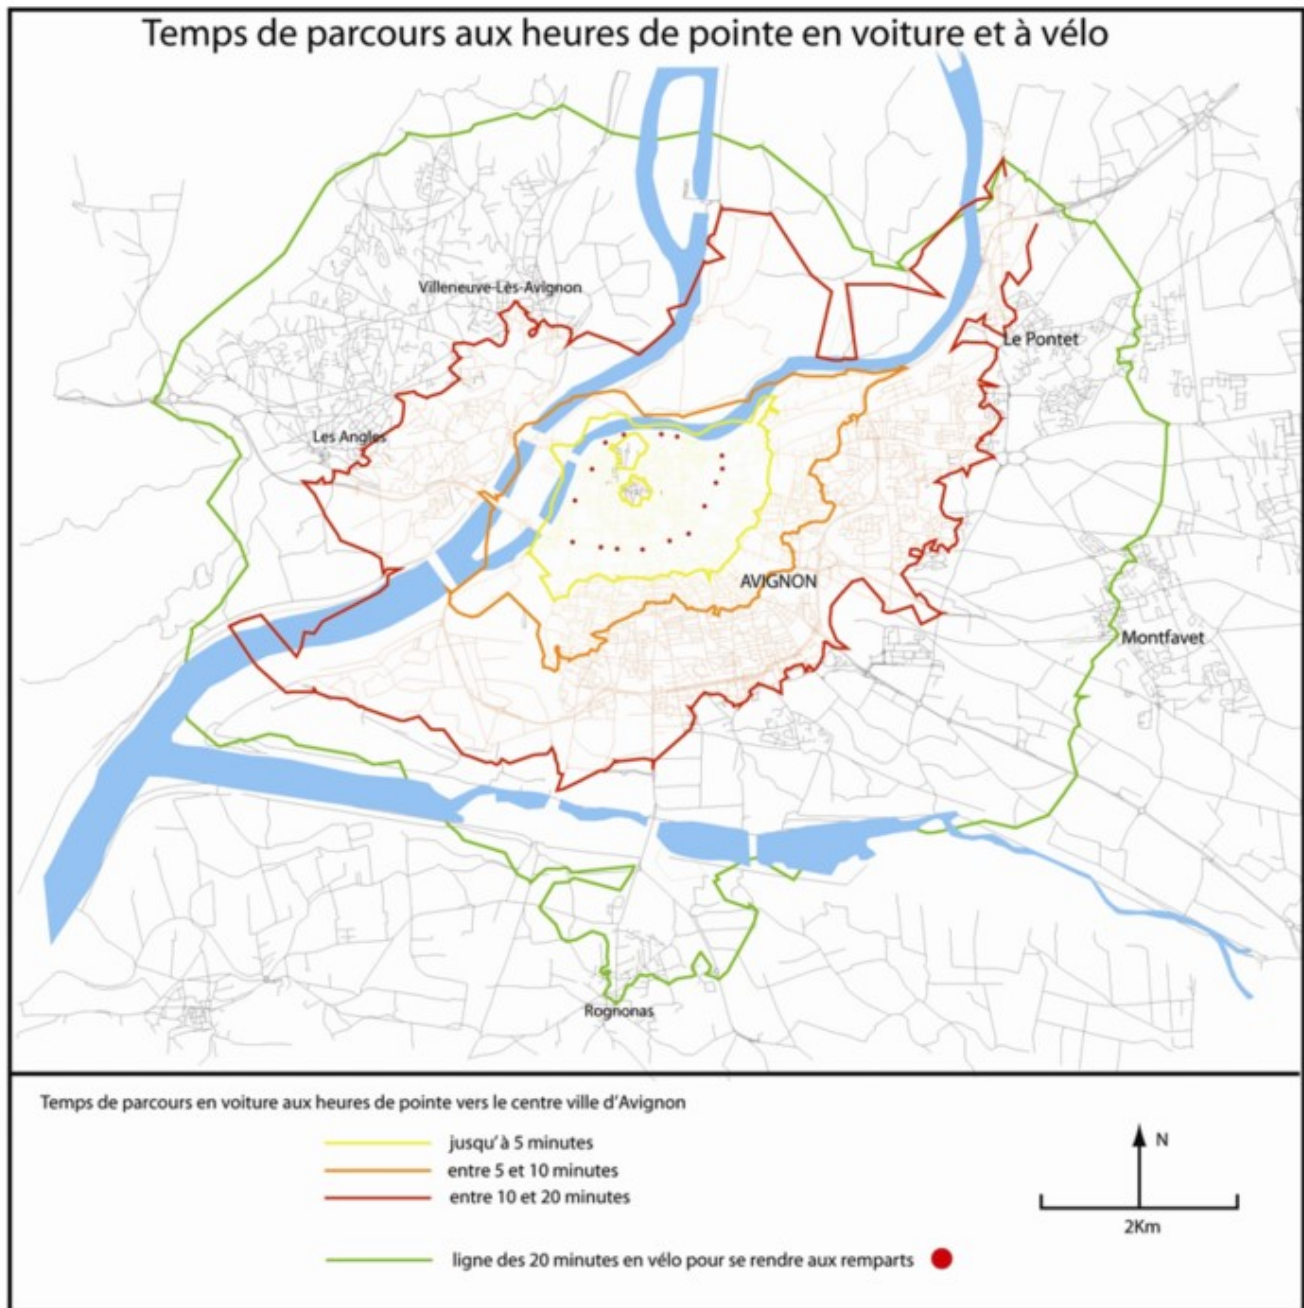 Temps de parcours aux heures de pointe en voiture et à vélo
Villeneuve-Lès-Avignon
Le Pontet
Les Angles
AVIGNON
Montfavet
Rognonas
Temps de parcours en voiture aux heures de pointe vers le centre ville d'Avignon
jusqu'à 5 minutes
entre 5 et 10 minutes
entre 10 et 20 minutes
N
2Km
ligne des 20 minutes en vélo pour se rendre aux remparts